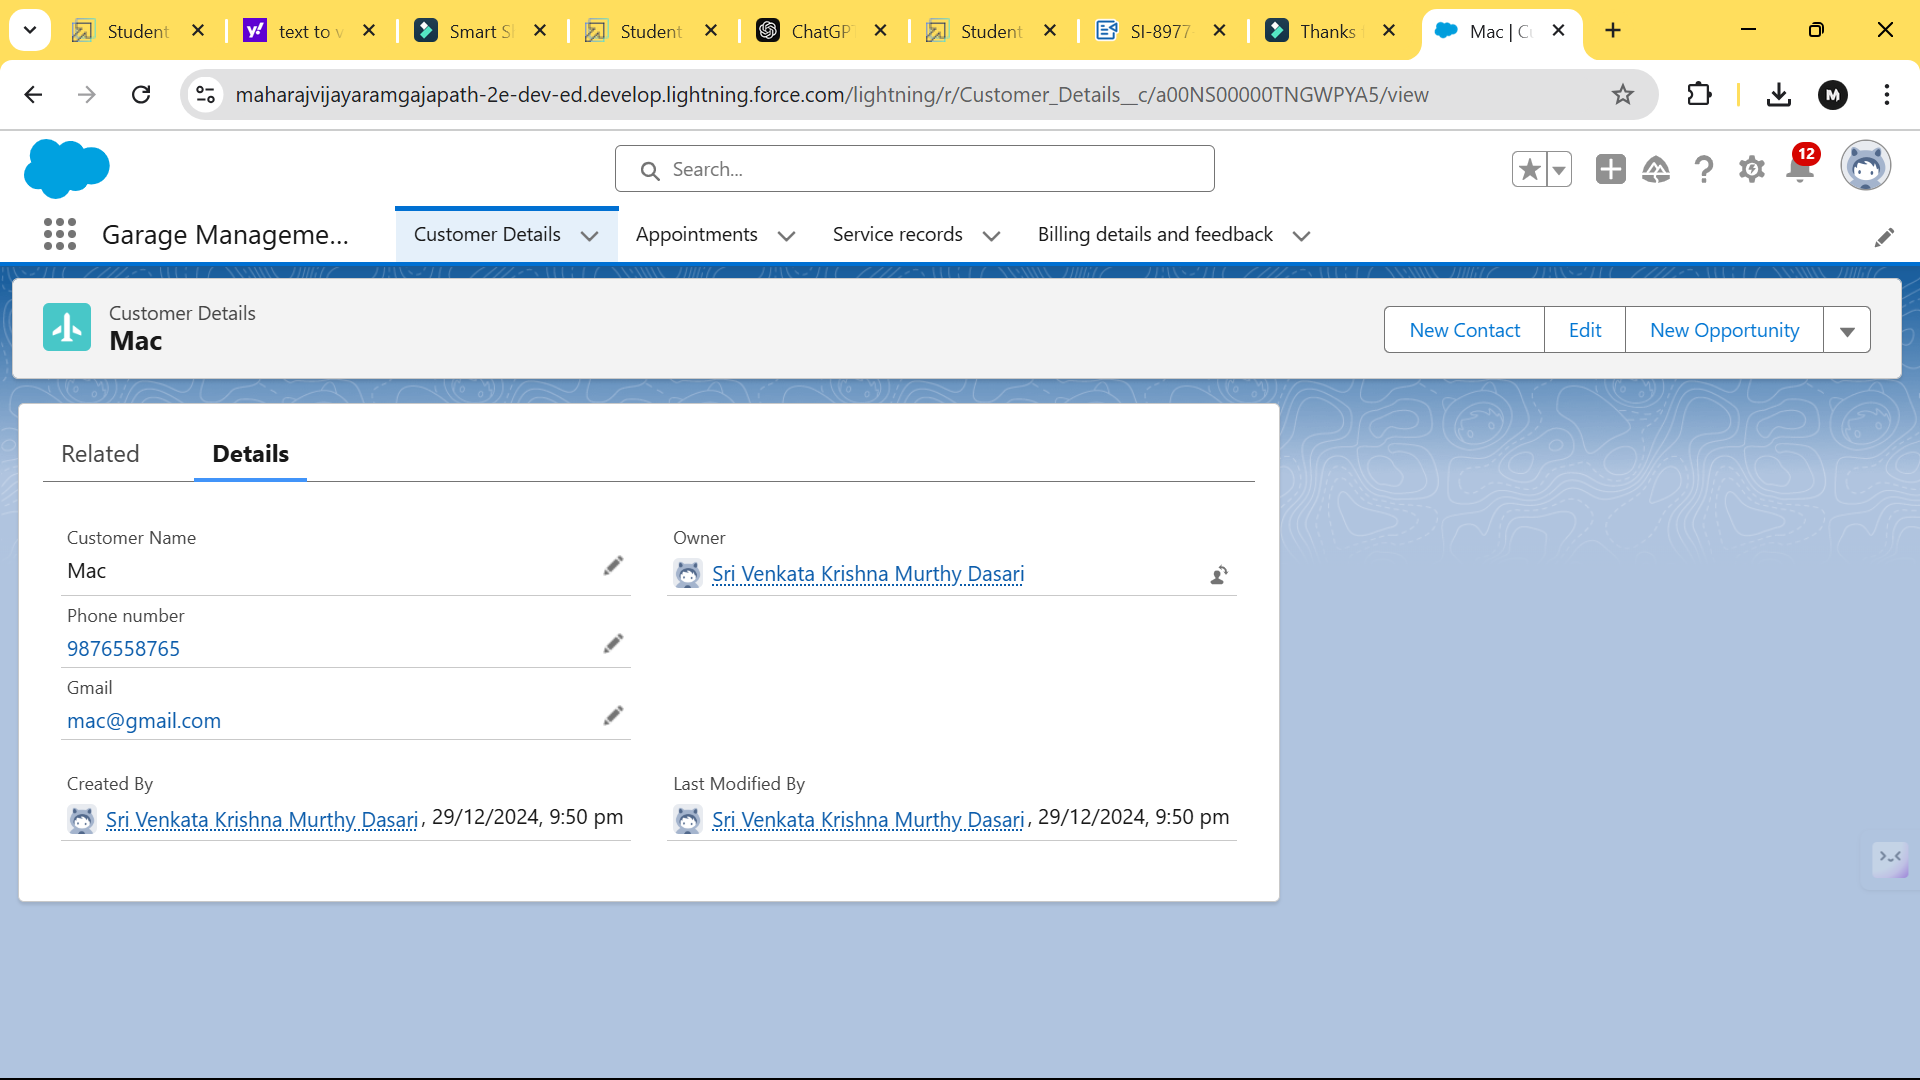 Student
text to v
Smart Sl
Student
ChatGPT
Student
SI-8977-
Thanks f
Mac | Cu
maharajvijayaramgajapath-2e-dev-ed.develop.lightning.force.com/lightning/r/Customer_Details__c/a00NS00000TNGWPYA5/view
M
Search...
12
Garage Manageme...
Customer Details
Appointments
Service records
Billing details and feedback
Customer Details
Mac
New Contact
Edit
New Opportunity
Related
Details
Customer Name
Mac
Owner
Sri Venkata Krishna Murthy Dasari
Phone number
9876558765
Gmail
mac@gmail.com
Created By
Sri Venkata Krishna Murthy Dasari, 29/12/2024, 9:50 pm
Last Modified By
Sri Venkata Krishna Murthy Dasari, 29/12/2024, 9:50 pm